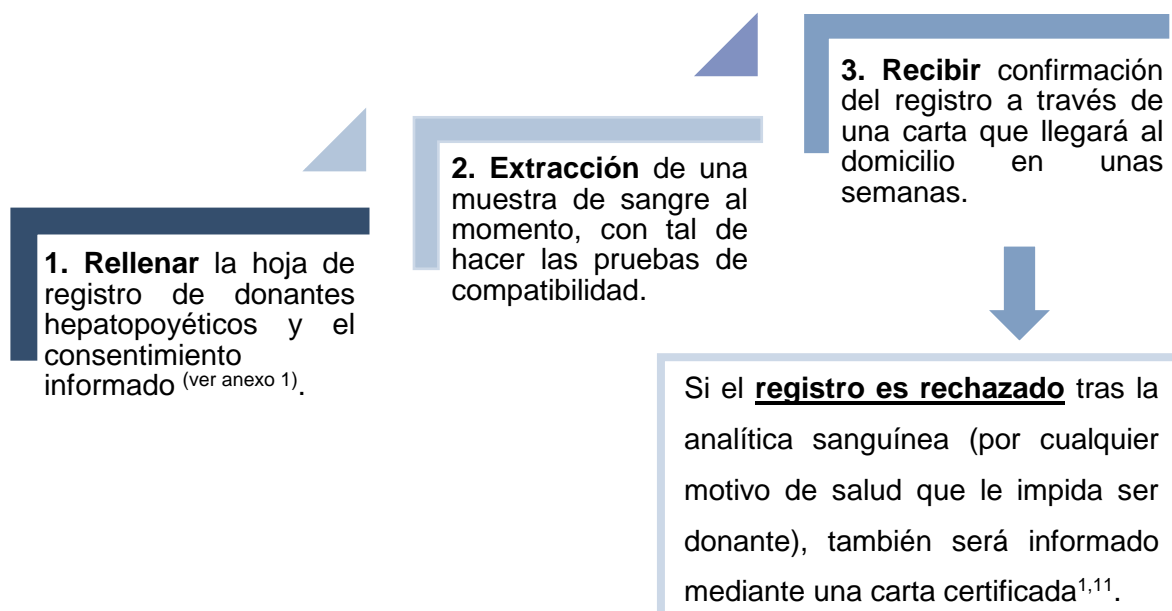 1. Rellenar la hoja de
registro de donantes
hepatopoyéticos y el
consentimiento
informado (ver anexo 1).
2. Extracción de una
muestra de sangre al
momento, con tal de
hacer las pruebas de
compatibilidad.
3. Recibir confirmación
del registro a través de
una carta que llegará al
domicilio en unas
semanas.
Si el registro es rechazado tras la
analítica sanguínea (por cualquier
motivo de salud que le impida ser
donante), también será informado
mediante una carta certificada1,11.